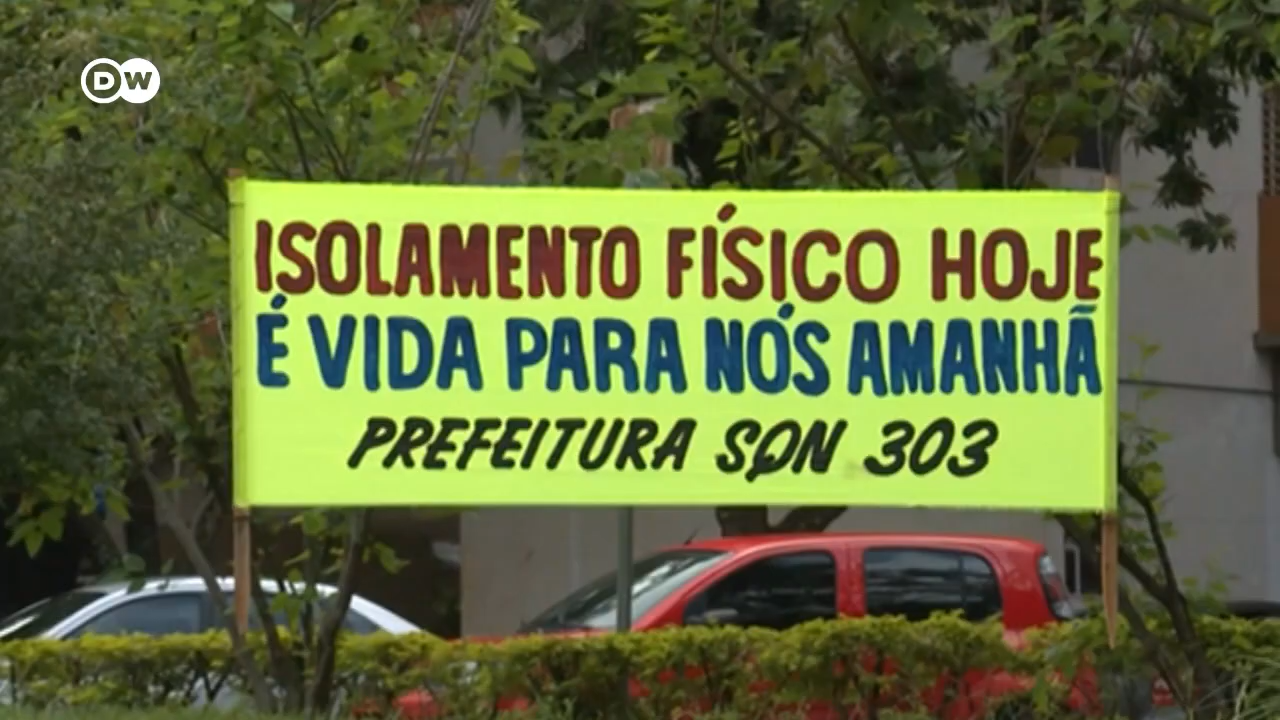 DW
ISOLAMENTO FÍSICO HOJE
É VIDA PARA NÓS AMANHÃ
PREFEITURA SQN 303